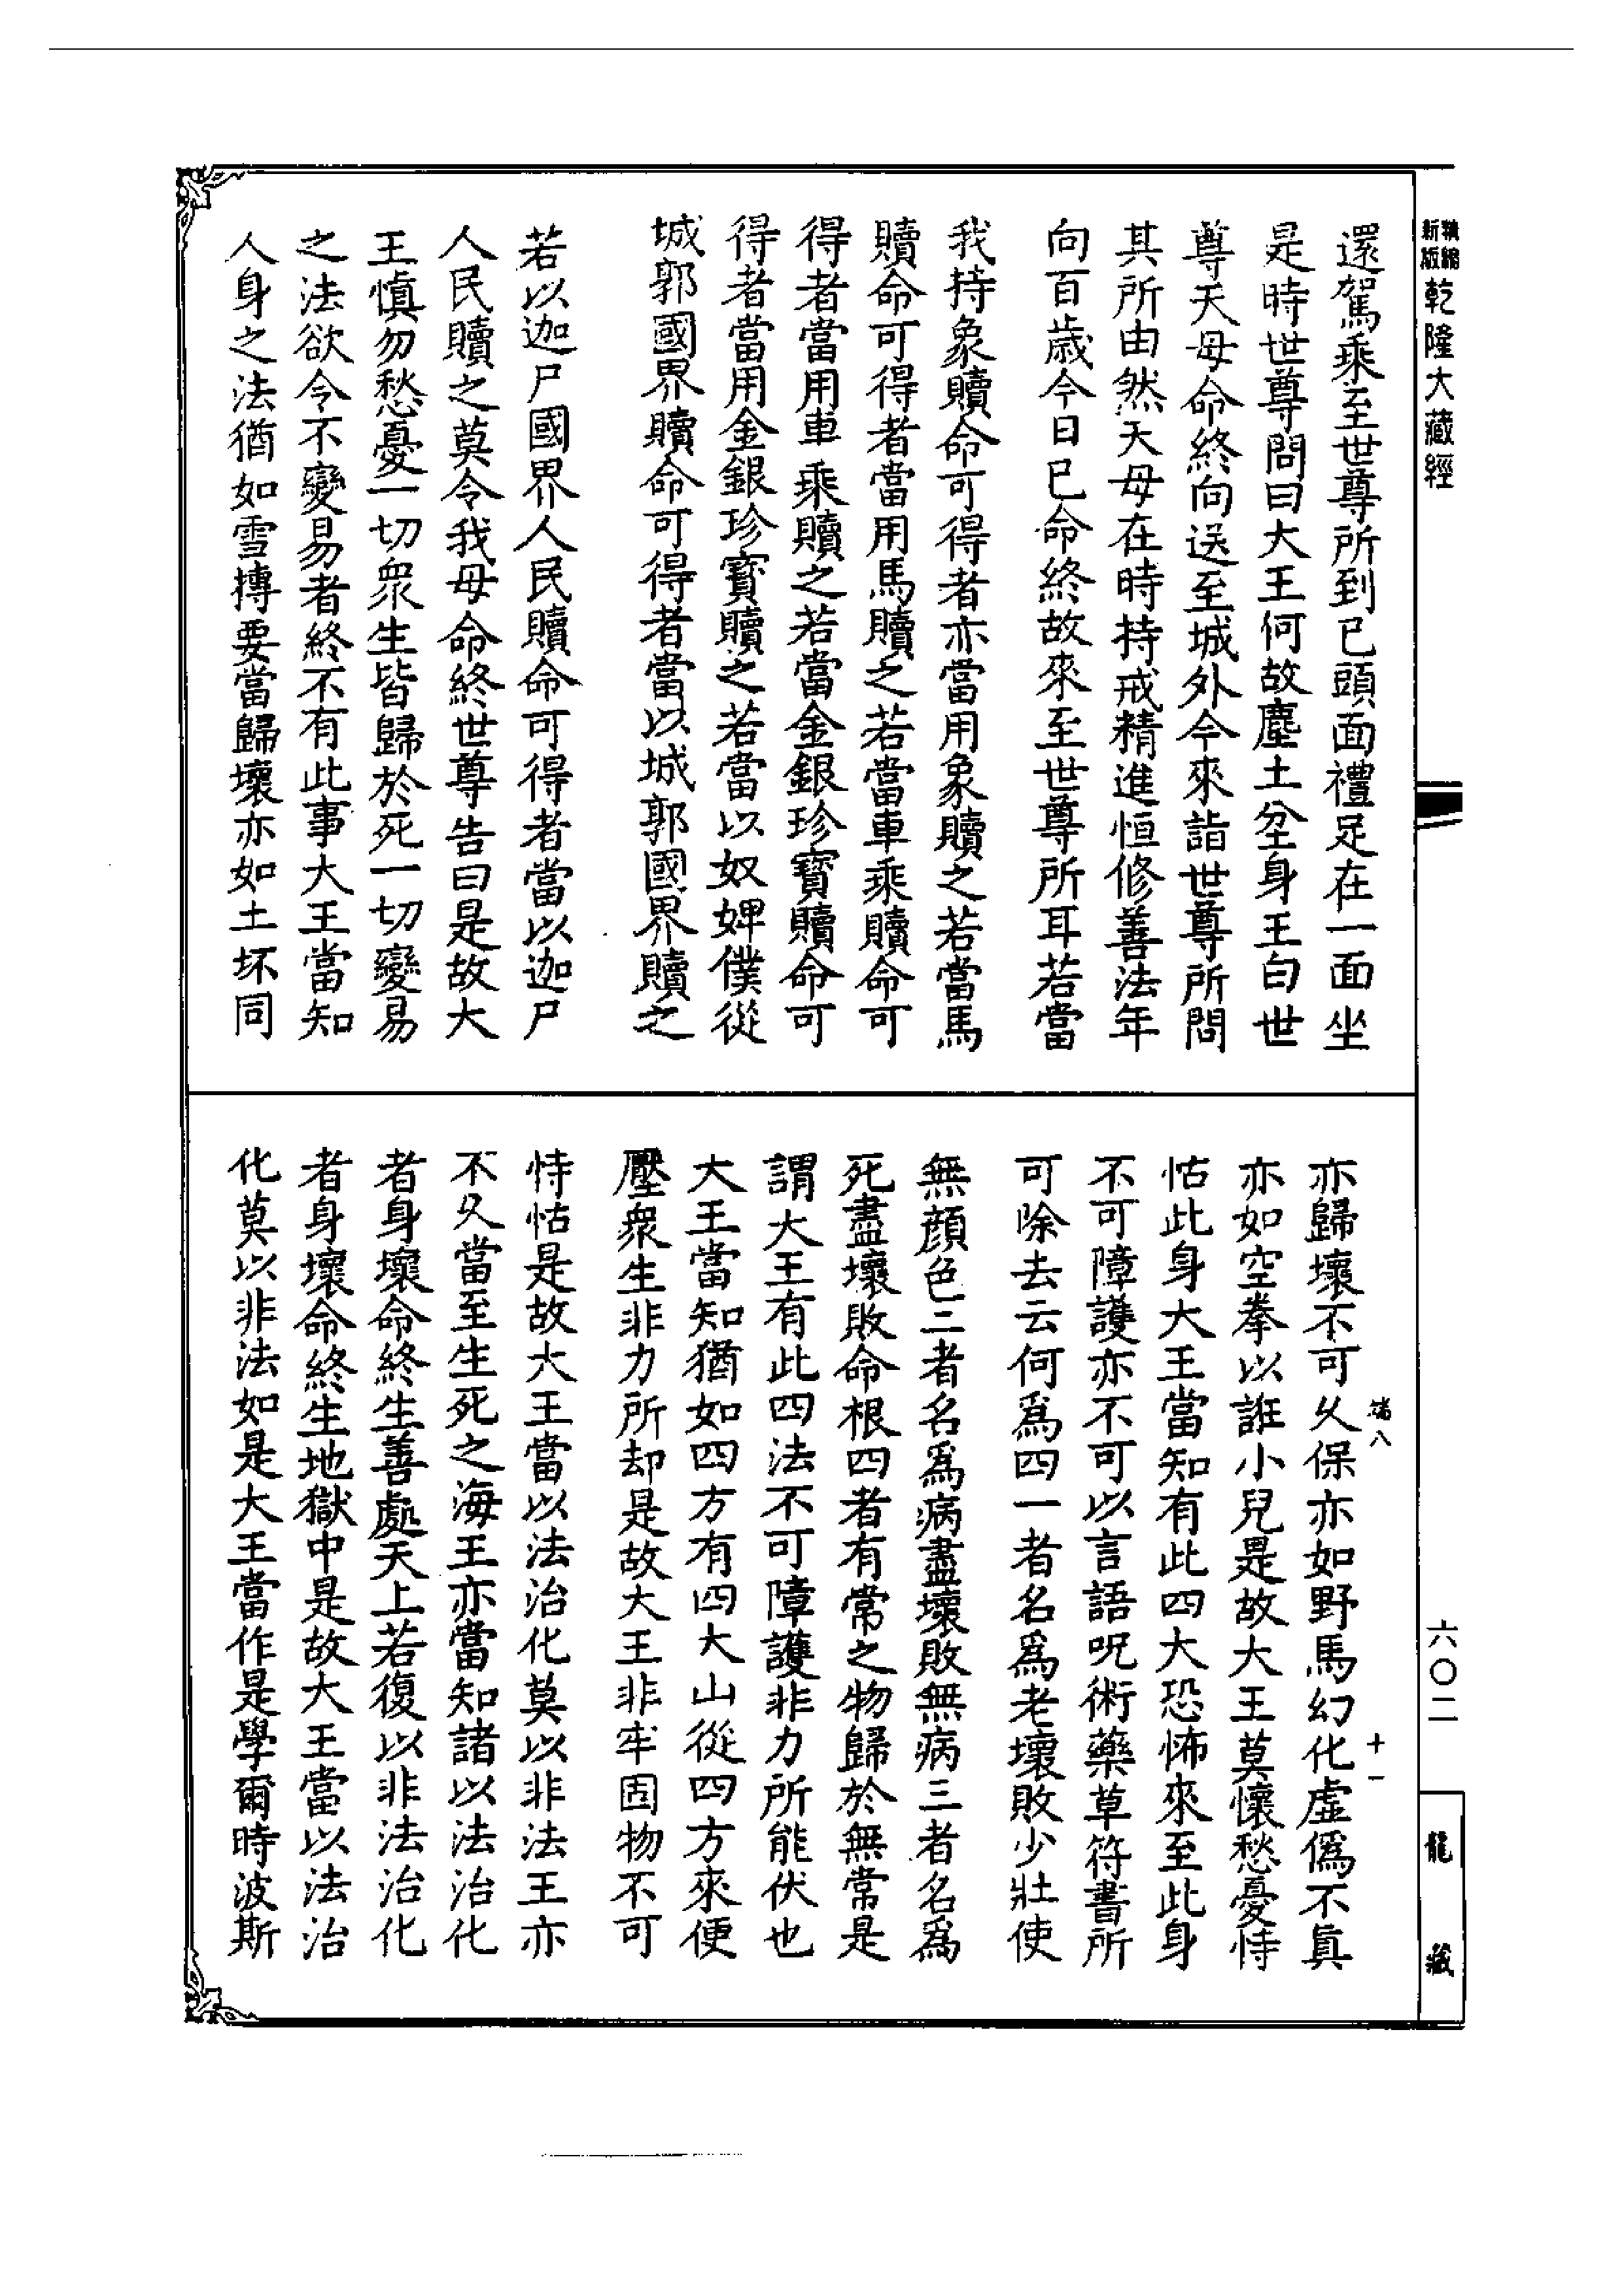 新版
乾隆大藏經
還駕乘至世尊所到已頭面禮足在一面坐
是時世尊問曰大王何故塵土坌身王白世
尊天母命終向送至城外今來詣世尊所問
其所由然天母在時持戒精進恒修善法年
向百歲今日已命終故來至世尊所耳若當
我持象贖命可得者亦當用象贖之若當馬
贖命可得者當用馬贖之若當車乘贖命可
得者當用車乘贖之若當金銀珍寶贖命可
得者當用金銀珍寶贖之若當以奴婢僕從
城郭國界贖命可得者當以城郭國界贖之
若以迦尸國界人民贖命可得者當以迦尸
人民贖之莫令我母命終世尊告曰是故大
王慎勿愁憂一切眾生皆歸於死一切變易
之法欲令不變易者終不有此事大王當知
人身之法猶如雪摶要當歸壞亦如土坏同
端八
十一
亦歸壞不可久保亦如野馬幻化虛偽不真
亦如空拳以誑小兒是故大王莫懷愁憂恃
怙此身大王當知有此四大恐怖來至此身
不可障護亦不可以言語呪術藥草符書所
可除去云何為四一者名為老壞敗少壯使
無顏色二者名為病盡壞敗無病三者名為
死盡壞敗命根四者有常之物歸於無常是
謂大王有此四法不可障護非力所能伏也
大王當知猶如四方有四大山從四方來便
壓眾生非力所却是故大王非牢固物不可
恃怙是故大王當以法治化莫以非法王亦
不久當至生死之海王亦當知諸以法治化
者身壞命終生善處天上若復以非法治化
者身壞命終生地獄中是故大王當以法治
化莫以非法如是大王當作是學爾時波斯
六〇二
龍藏